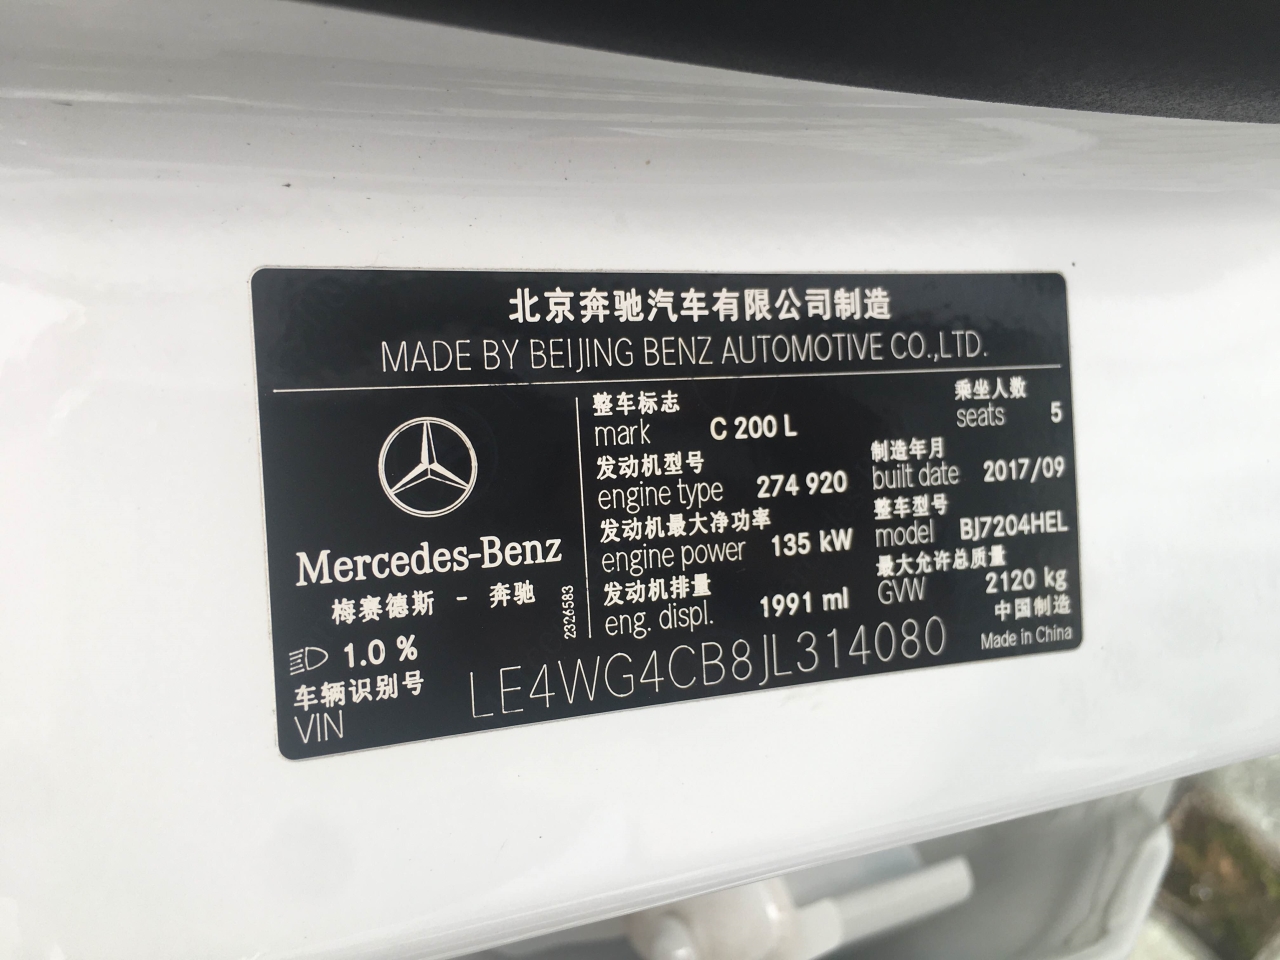 北京奔驰汽车有限公司制造
MADE BY BEIJING BENZ AUTOMOTIVE CO.,LTD.
Mercedes-Benz
梅赛德斯 - 奔驰
1.0 %
2326583
整车标志
mark C 200 L
乘坐人数
seats 5
发动机型号
engine type 274 920
制造年月
built date 2017/09
发动机最大净功率
engine power 135 kW
整车型号
model BJ7204HEL
发动机排量
eng. displ. 1991 ml
最大允许总质量
GVW 2120 kg
中国制造
Made in China
车辆识别号
VIN LE4WG4CB8JL314080